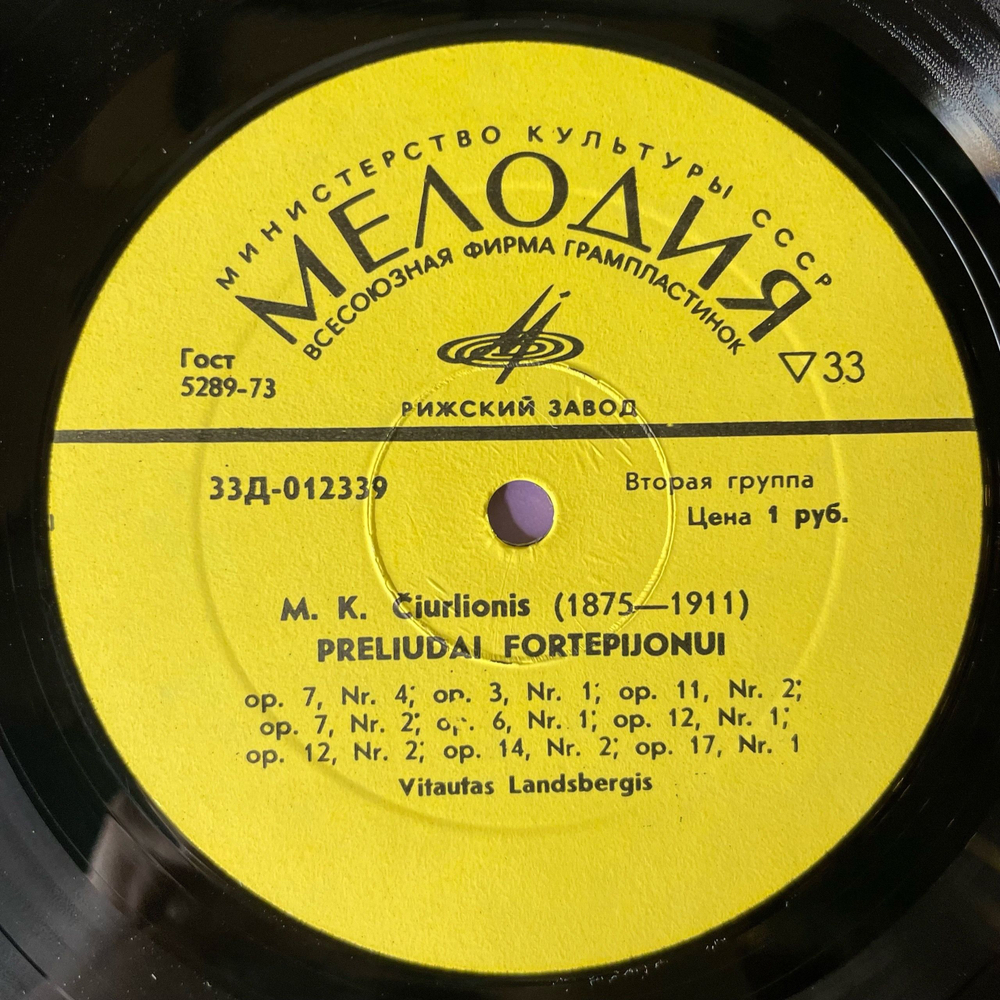 МИНИСТЕРСТВО КУЛЬТУРЫ СССР
МЕЛОДИЯ
ВСЕСОЮЗНАЯ ФИРМА ГРАМПЛАСТИНОК
Гост
5289-73
▽33
РИЖСКИЙ ЗАВОД
33Д-012339
Вторая группа
Цена 1 руб.
M. K. Čiurlionis (1875—1911)
PRELIUDAI FORTEPIJONUI
op. 7, Nr. 4; op. 3, Nr. 1; op. 11, Nr. 2;
op. 7, Nr. 2; op. 6, Nr. 1; op. 12, Nr. 1;
op. 12, Nr. 2; op. 14, Nr. 2; op. 17, Nr. 1
Vitautas Landsbergis